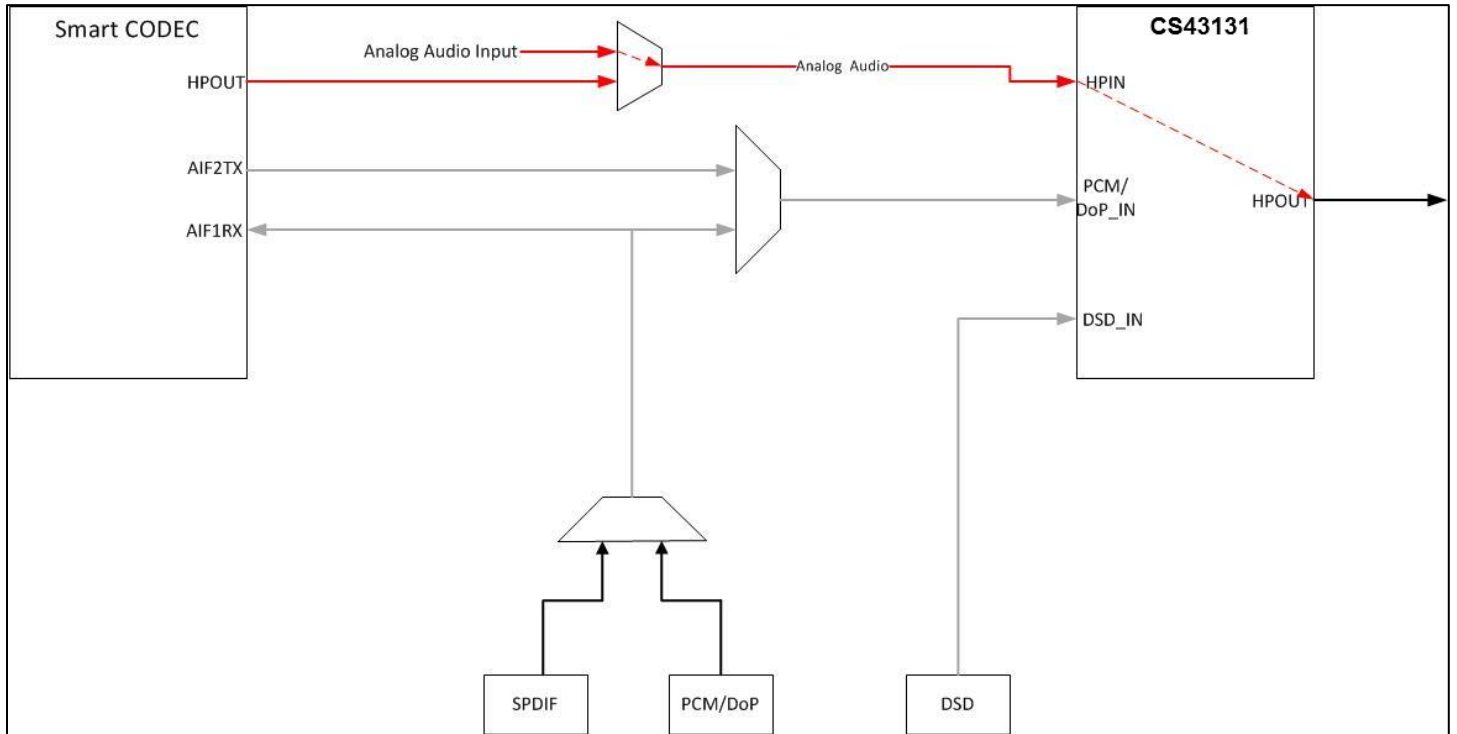 Smart CODEC
CS43131
Analog Audio Input
Analog Audio
HPOUT
HPIN
AIF2TX
PCM/
DoP_IN
HPOUT
AIF1RX
DSD_IN
SPDIF
PCM/DoP
DSD